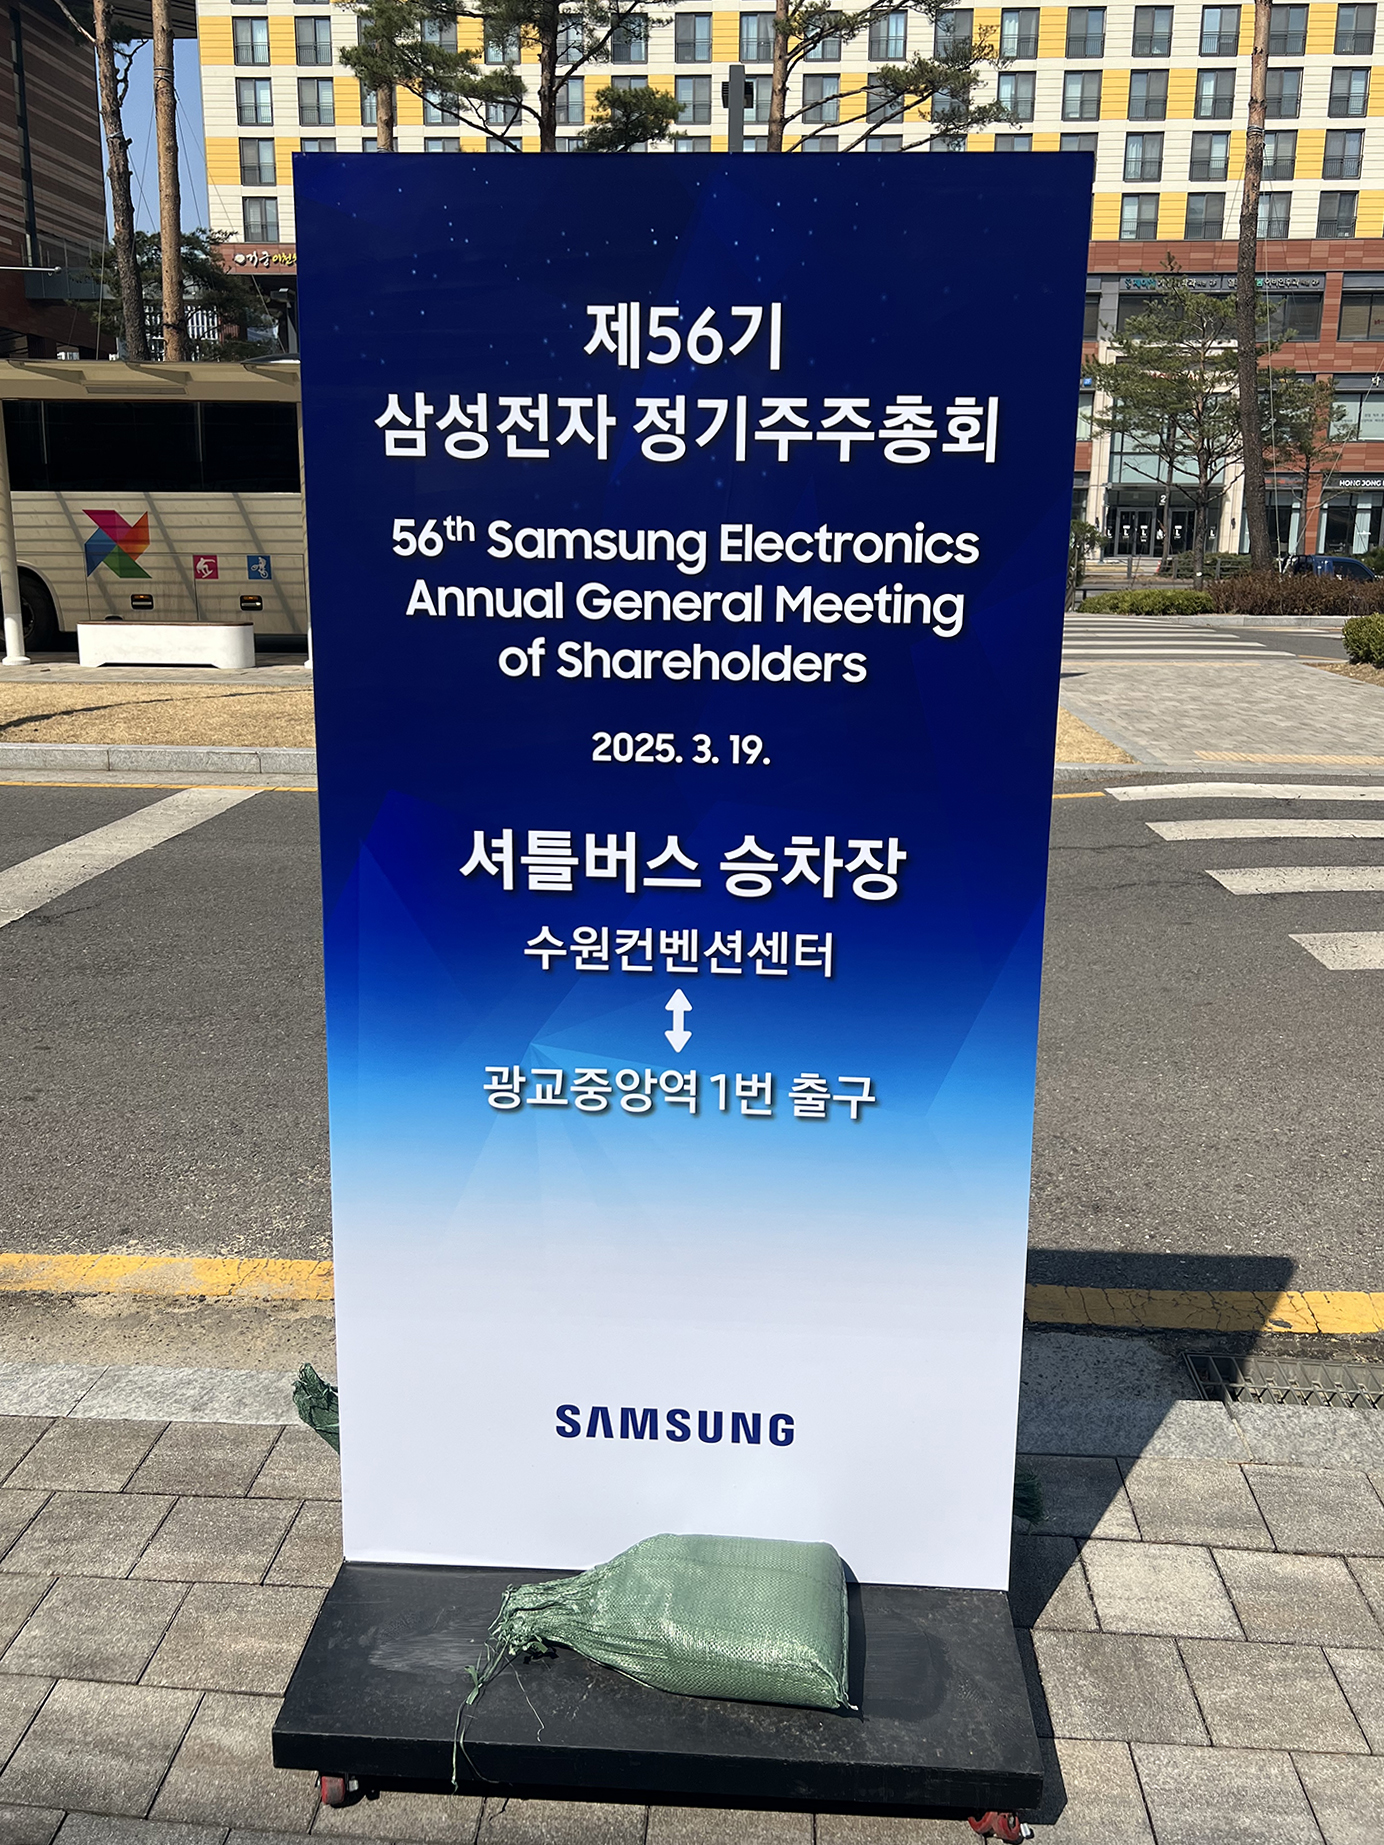 제56기
삼성전자 정기주주총회
56th Samsung Electronics
Annual General Meeting
of Shareholders
2025. 3. 19.
셔틀버스 승차장
수원컨벤션센터
광교중앙역 1번 출구
SAMSUNG
HONG JONG